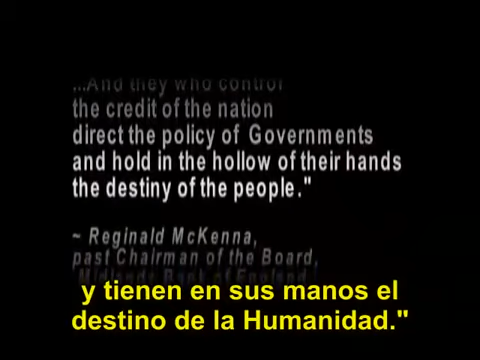 ...And they who control
the credit of the nation
direct the policy of Governments
and hold in the hollow of their hands
the destiny of the people."
~ Reginald McKenna,
past Chairman of the Board,
'Midlands Bank of England'
y tienen en sus manos el
destino de la Humanidad."